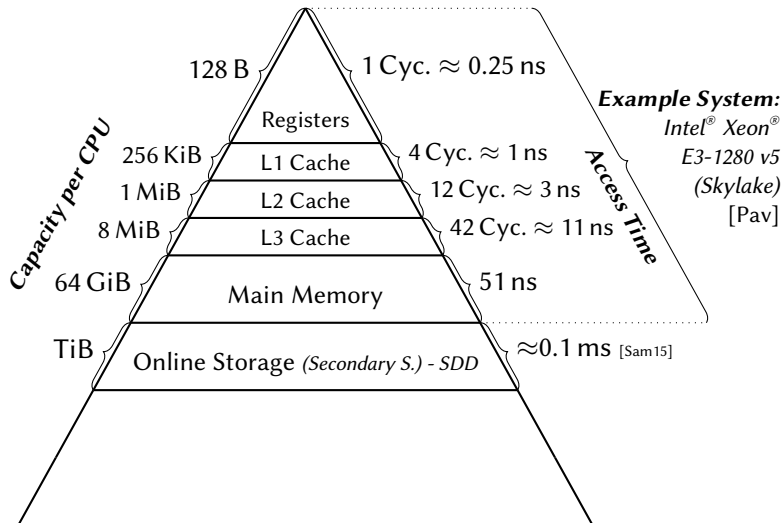 128 B
1 Cyc. ≈ 0.25 ns
Registers
Example System:
Intel® Xeon®
E3-1280 v5
(Skylake)
[Pav]
Capacity per CPU
Access Time
256 KiB
L1 Cache
4 Cyc. ≈ 1 ns
1 MiB
L2 Cache
12 Cyc. ≈ 3 ns
8 MiB
L3 Cache
42 Cyc. ≈ 11 ns
64 GiB
Main Memory
51 ns
TiB
Online Storage (Secondary S.) - SDD
≈0.1 ms [Sam15]